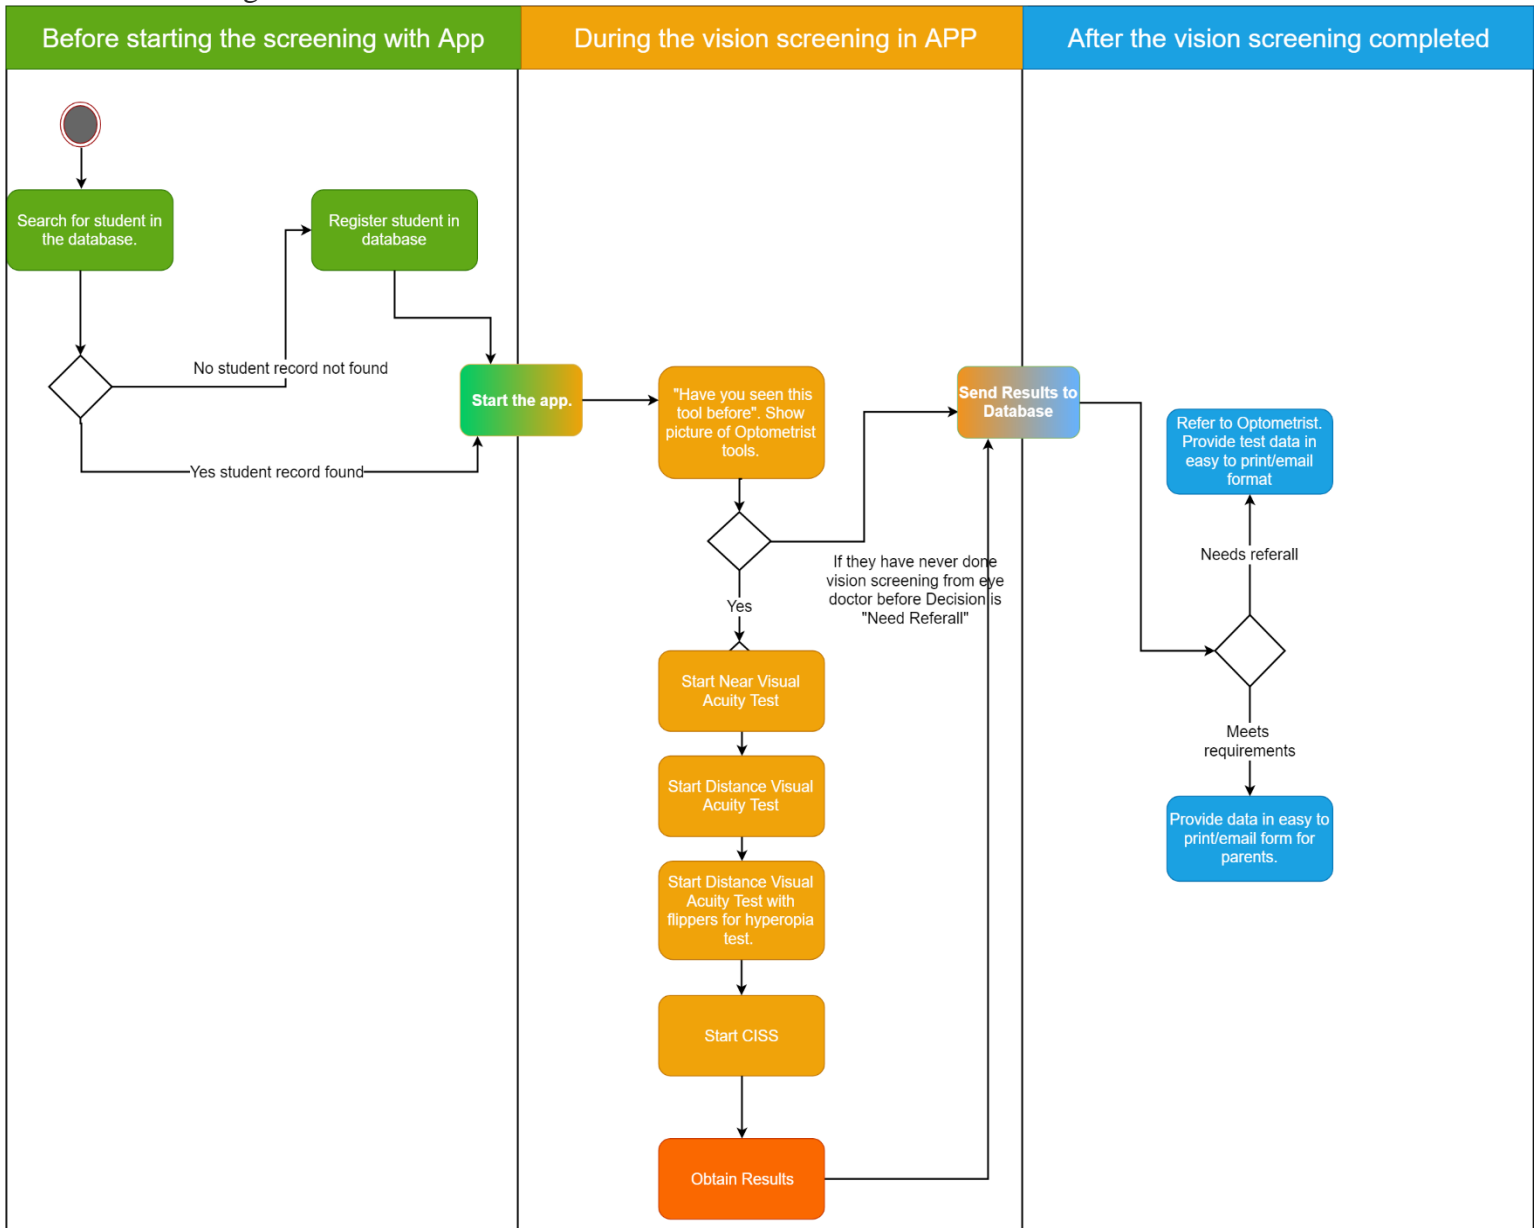 Before starting the screening with App
During the vision screening in APP
After the vision screening completed
Search for student in
the database.
Register student in
database
No student record not found
Yes student record found
Start the app.
"Have you seen this
tool before". Show
picture of Optometrist
tools.
If they have never done
vision screening from eye
doctor before Decision is
"Need Referall"
Yes
Start Near Visual
Acuity Test
Start Distance Visual
Acuity Test
Start Distance Visual
Acuity Test with
flippers for hyperopia
test.
Start CISS
Obtain Results
Send Results to
Database
Refer to Optometrist.
Provide test data in
easy to print/email
format
Needs referall
Meets
requirements
Provide data in easy to
print/email form for
parents.